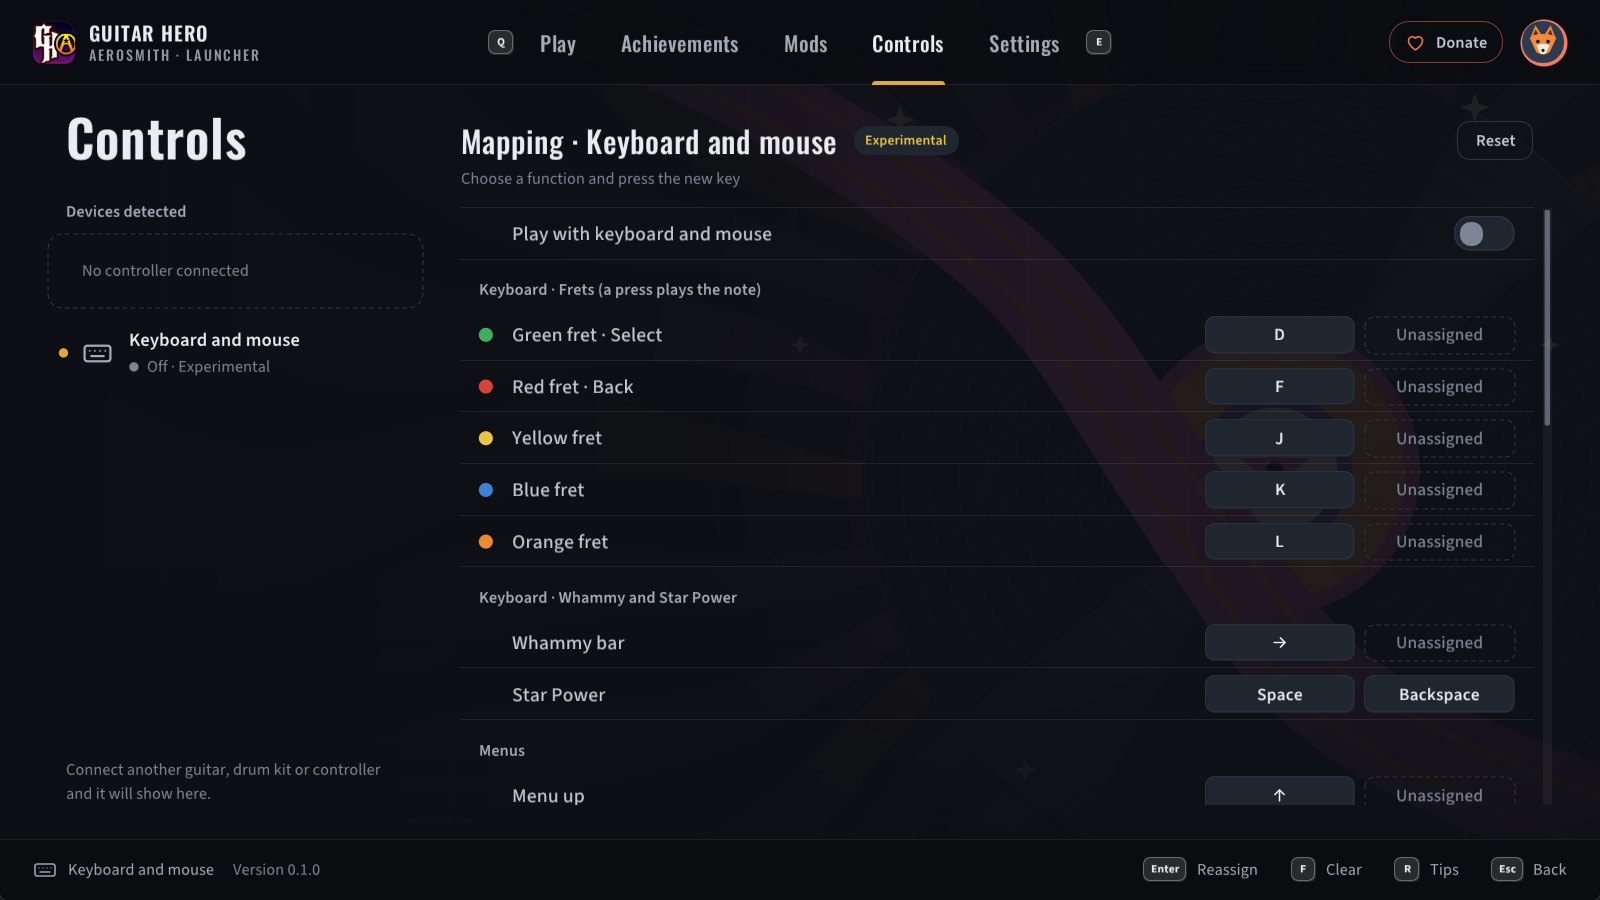 GUITAR HERO
AEROSMITH · LAUNCHER
Q Play Achievements Mods Controls Settings E
Donate
Controls
Devices detected
No controller connected
Keyboard and mouse
Off · Experimental
Connect another guitar, drum kit or controller
and it will show here.
Mapping · Keyboard and mouse Experimental
Reset
Choose a function and press the new key
Play with keyboard and mouse
Keyboard · Frets (a press plays the note)
Green fret · Select D Unassigned
Red fret · Back F Unassigned
Yellow fret J Unassigned
Blue fret K Unassigned
Orange fret L Unassigned
Keyboard · Whammy and Star Power
Whammy bar → Unassigned
Star Power Space Backspace
Menus
Menu up ↑ Unassigned
Keyboard and mouse Version 0.1.0
Enter Reassign F Clear R Tips Esc Back